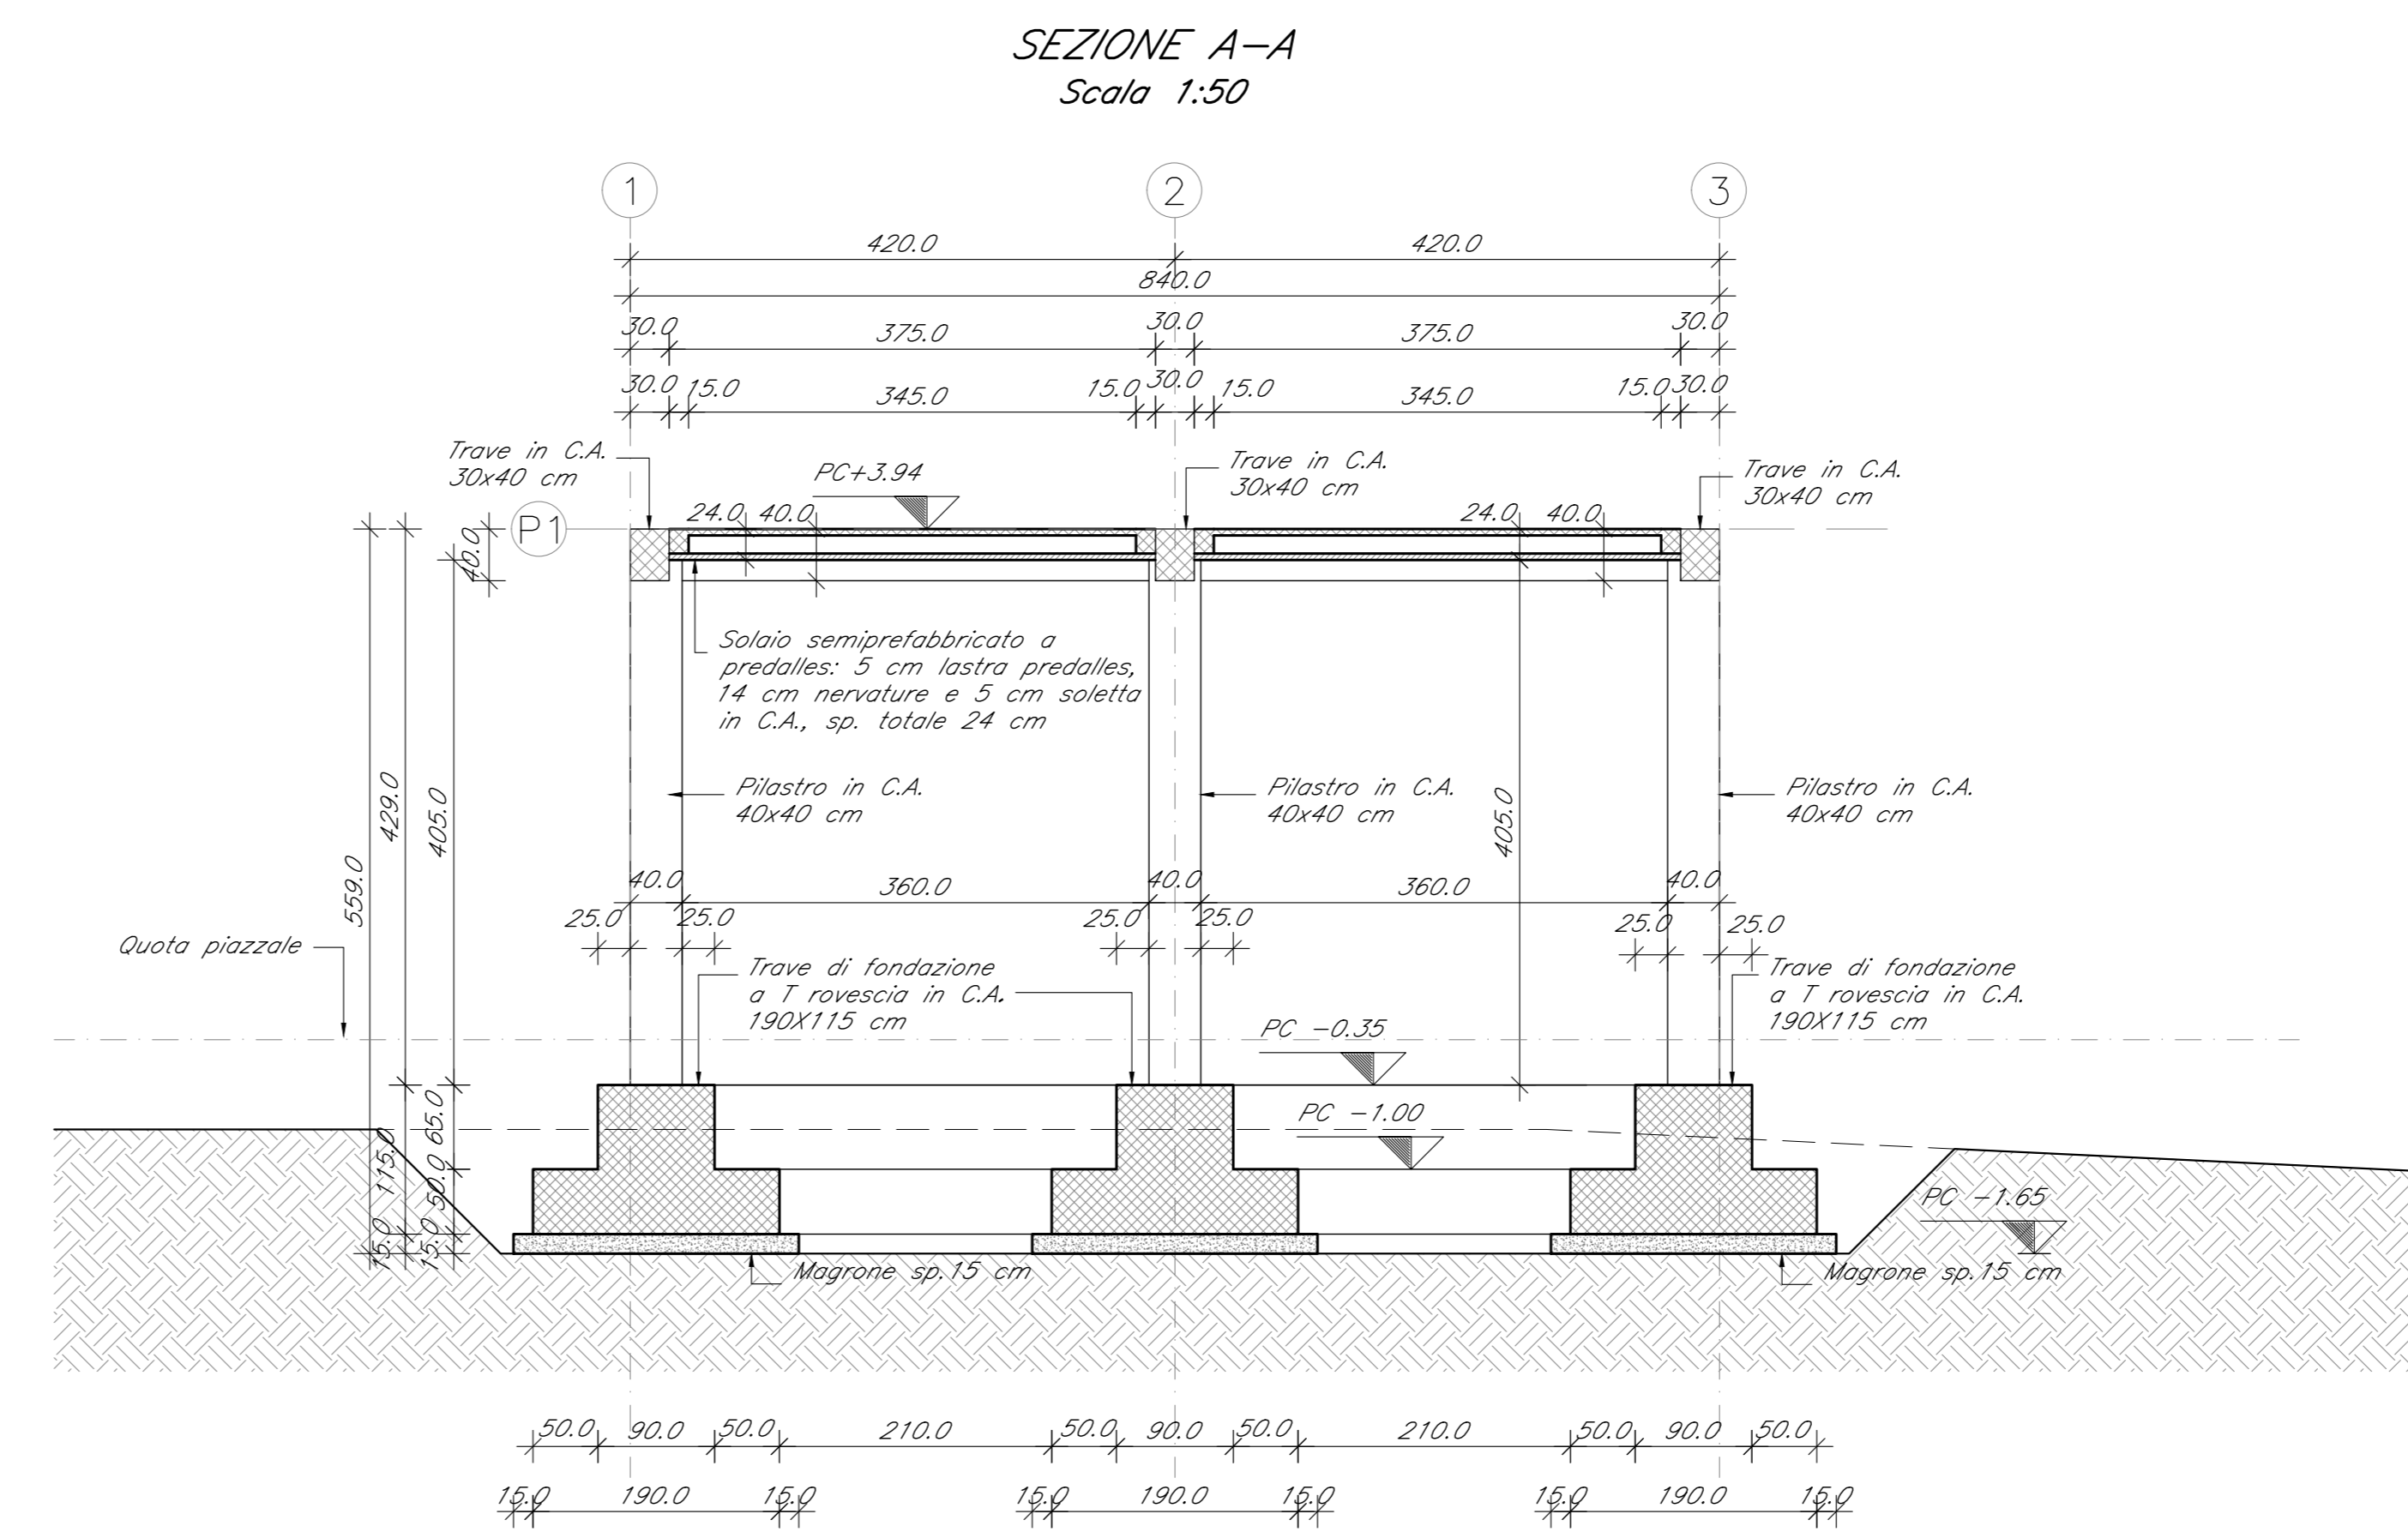 SEZIONE A-A
Scala 1:50
1
2
3
420.0
420.0
840.0
30.0
375.0
30.0
375.0
30.0
30.0
15.0
345.0
15.0
30.0
15.0
345.0
15.0
30.0
Trave in C.A.
30x40 cm
PC+3.94
Trave in C.A.
30x40 cm
Trave in C.A.
30x40 cm
P1
40.0
24.0
40.0
24.0
40.0
Solaio semiprefabbricato a
predalles: 5 cm lastra predalles,
14 cm nervature e 5 cm soletta
in C.A., sp. totale 24 cm
559.0
429.0
405.0
Pilastro in C.A.
40x40 cm
Pilastro in C.A.
40x40 cm
405.0
Pilastro in C.A.
40x40 cm
40.0
360.0
40.0
360.0
40.0
25.0
25.0
25.0
25.0
25.0
25.0
Quota piazzale
Trave di fondazione
a T rovescia in C.A.
190X115 cm
Trave di fondazione
a T rovescia in C.A.
190X115 cm
PC -0.35
PC -1.00
PC -1.65
115.0
65.0
50.0
15.0
15.0
Magrone sp.15 cm
Magrone sp.15 cm
50.0
90.0
50.0
210.0
50.0
90.0
50.0
210.0
50.0
90.0
50.0
15.0
190.0
15.0
15.0
190.0
15.0
15.0
190.0
15.0